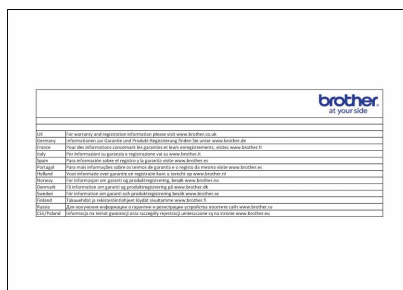 brother
at your side
UK For warranty and registration information please visit www.brother.co.uk
Germany Informationen zur Garantie und Produkt-Registrierung finden Sie unter www.brother.de
France Pour des informations concernant les garanties et leurs enregistrements, visitez www.brother.fr
Italy Per informazioni su garanzia e registrazione vai su www.brother.it
Spain Para información sobre el registro y la garantía visite www.brother.es
Portugal Para mais informações sobre os termos de garantia e o registo do mesmo visite www.brother.es
Holland Voor informatie over garantie en registratie kunt u terecht op www.brother.nl
Norway For informasjon om garanti og produktregistrering, besøk www.brother.no
Denmark Få information om garanti og produktregistrering på www.brother.dk
Sweden För information om garanti och produktregistrering besök www.brother.se
Finland Takuuehdot ja rekisteröintiohjeet löydät sivultamme www.brother.fi
Russia Для получения информации о гарантии и регистрации устройства посетите сайт www.brother.ru
CEE/Poland Informacja na temat gwarancji oraz szczegóły rejestracji umieszczone są na stronie www.brother.eu